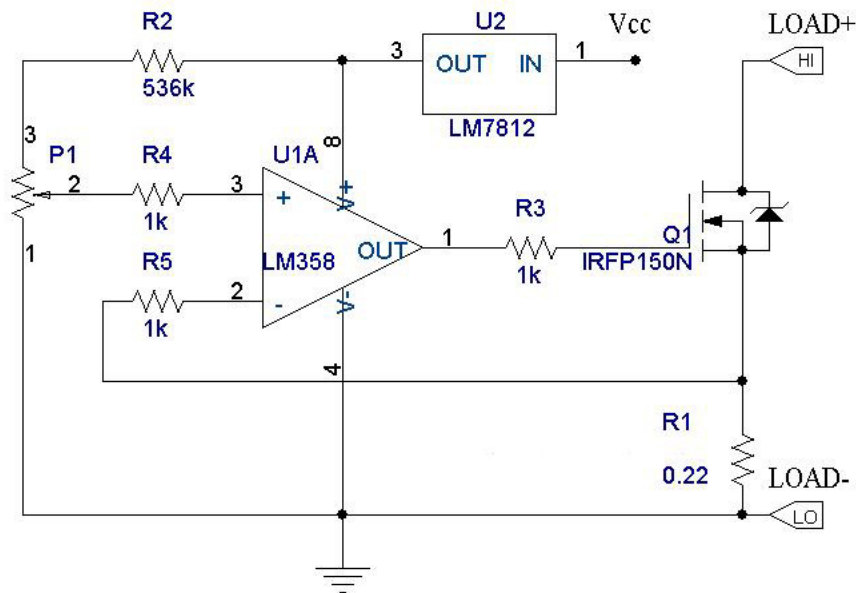 R2
536k
U2
3
OUT
IN
1
LM7812
Vcc
LOAD+
HI
3
P1
2
1
R4
1k
U1A
8
V+
3
+
LM358
OUT
1
R5
1k
2
-
V-
4
R3
1k
Q1
IRFP150N
R1
0.22
LOAD-
LO